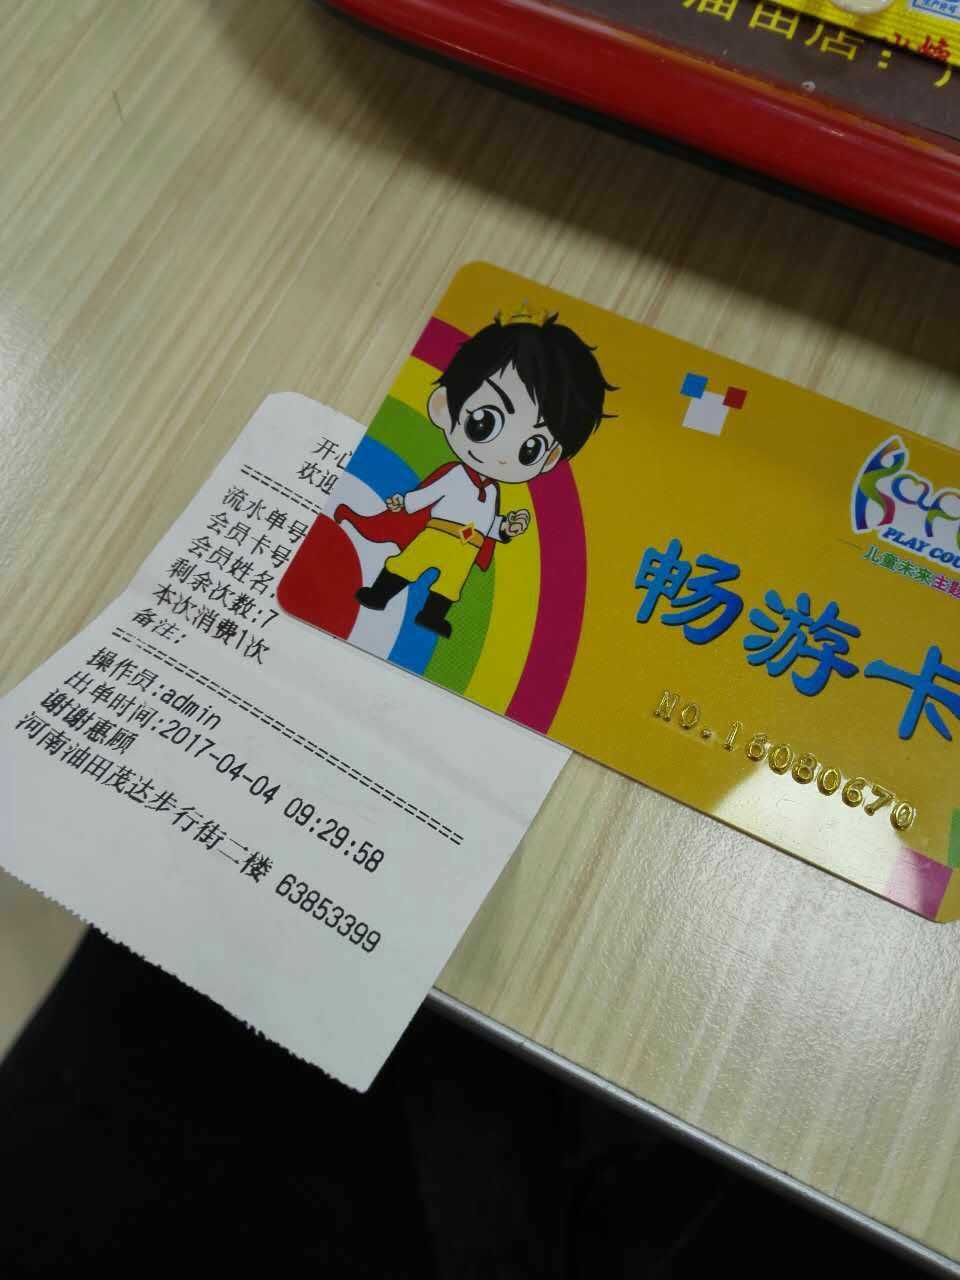 油田店:
开心
欢迎
流水单号
会员卡号
会员姓名:
剩余次数:7
本次消费1次
备注:
操作员:admin
出单时间:2017-04-04 09:29:58
谢谢惠顾
河南油田茂达步行街二楼 63853399
PLAY COU
儿童未来主题
畅游卡
NO.16080670